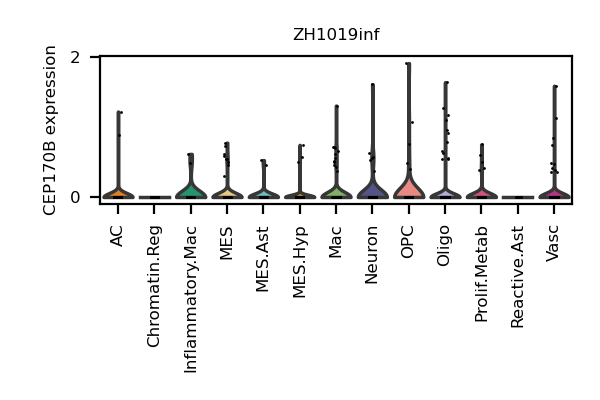 ZH1019inf
CEP170B expression
2
0
AC
Chromatin.Reg
Inflammatory.Mac
MES
MES.Ast
MES.Hyp
Mac
Neuron
OPC
Oligo
Prolif.Metab
Reactive.Ast
Vasc